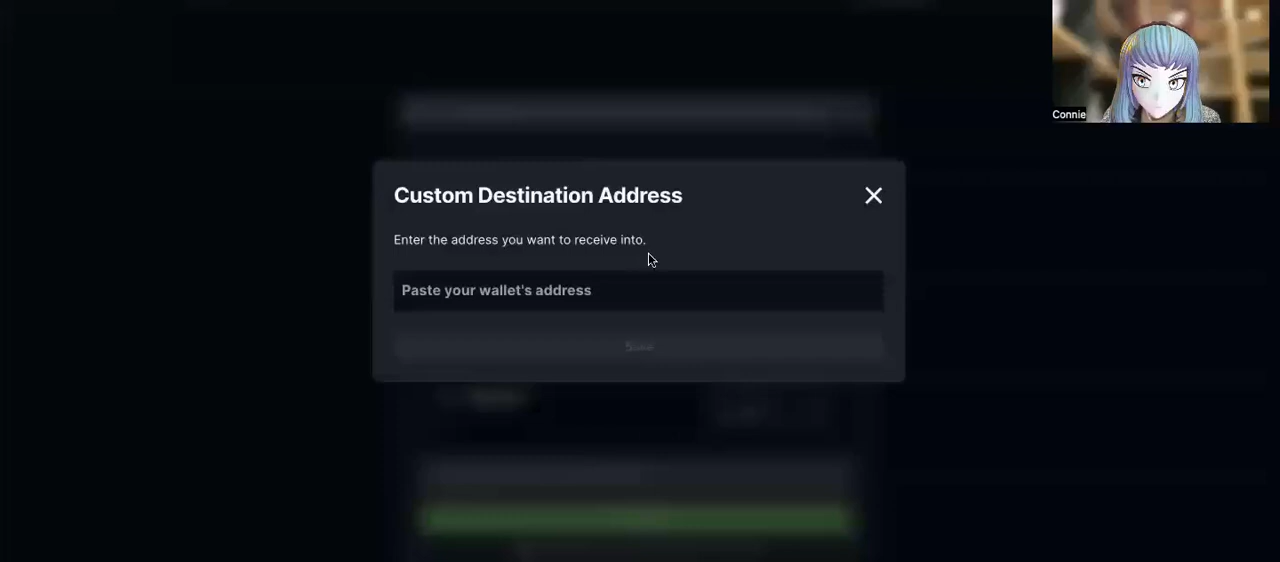 Connie
Custom Destination Address
Enter the address you want to receive into.
Paste your wallet's address